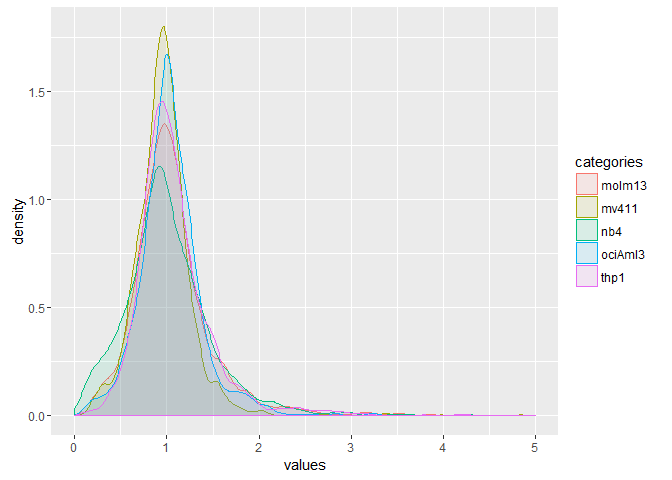 density
1.5
1.0
0.5
0.0
0
1
2
3
4
5
values
categories
molm13
mv411
nb4
ociAml3
thp1